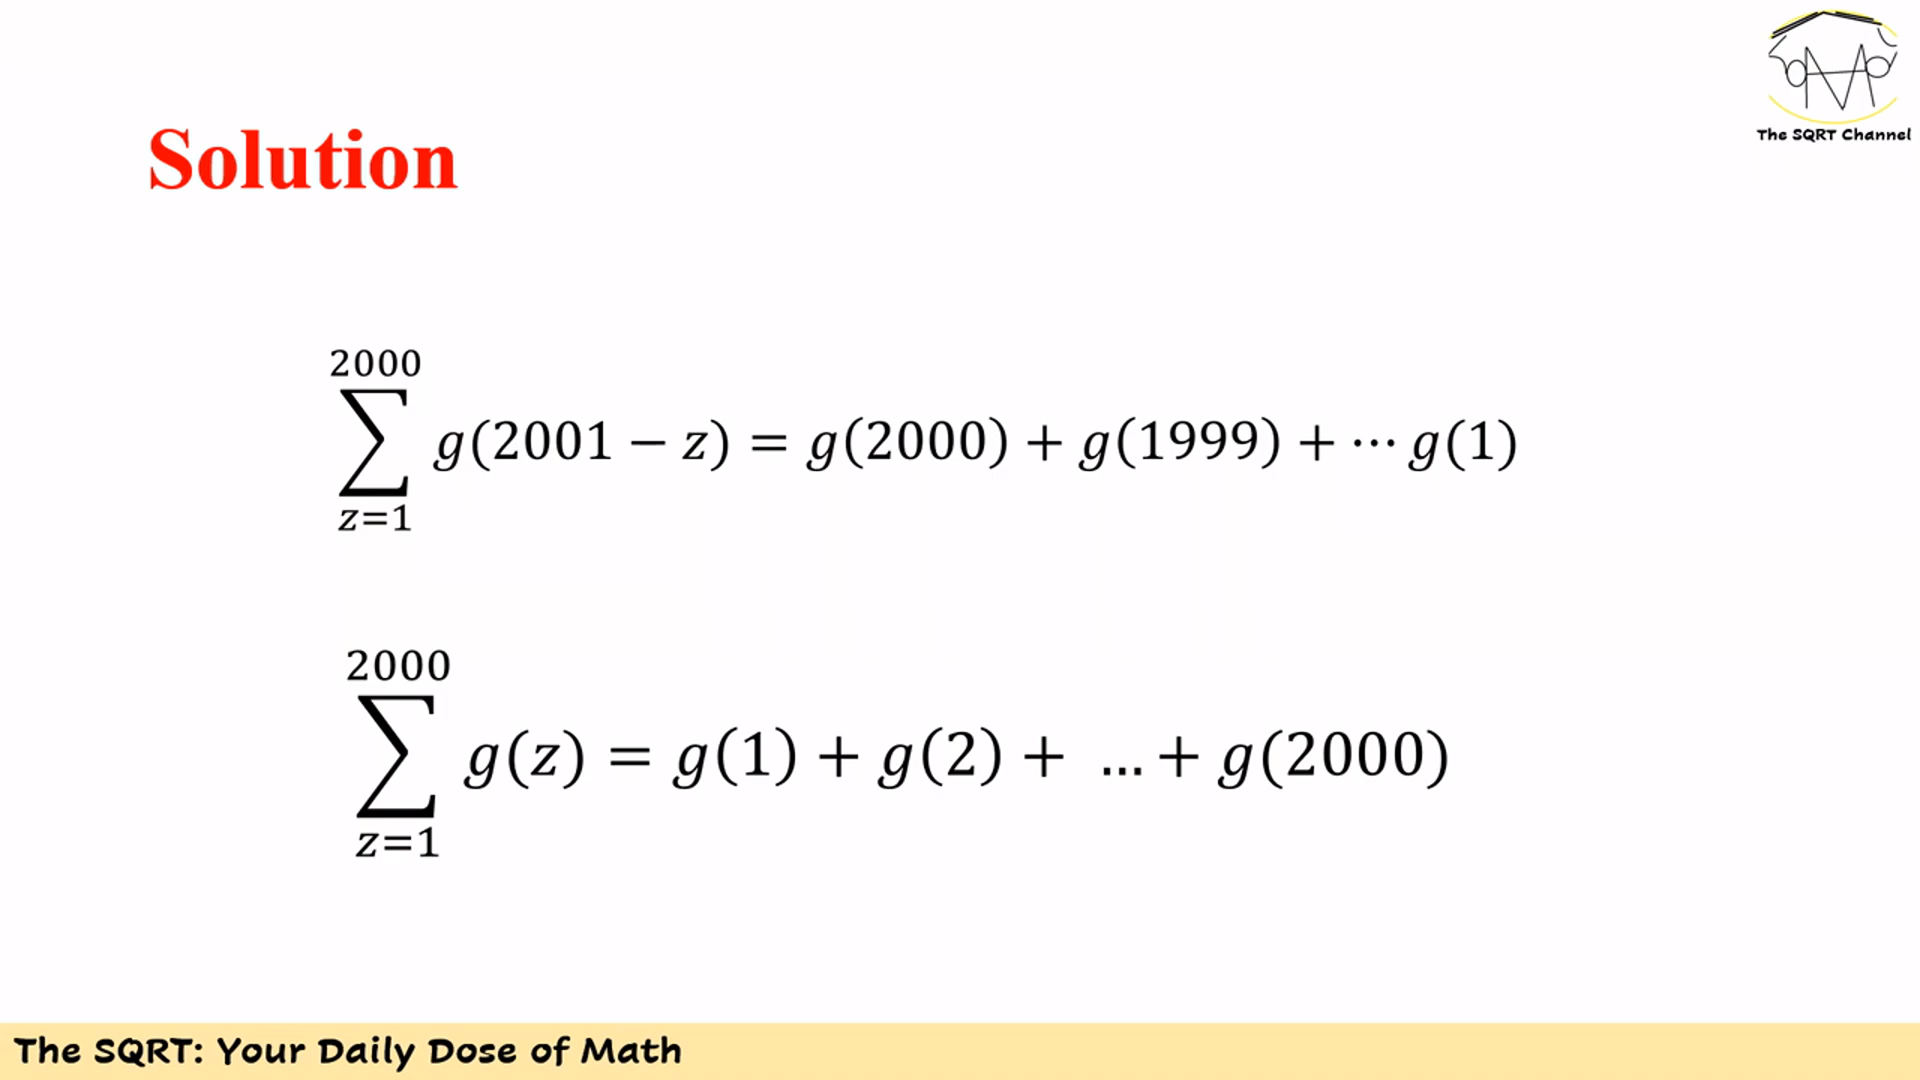 The SQRT Channel
Solution
2000
∑ g(2001 − z) = g(2000) + g(1999) + ⋯ g(1)
z=1
2000
∑ g(z) = g(1) + g(2) + … + g(2000)
z=1
The SQRT: Your Daily Dose of Math